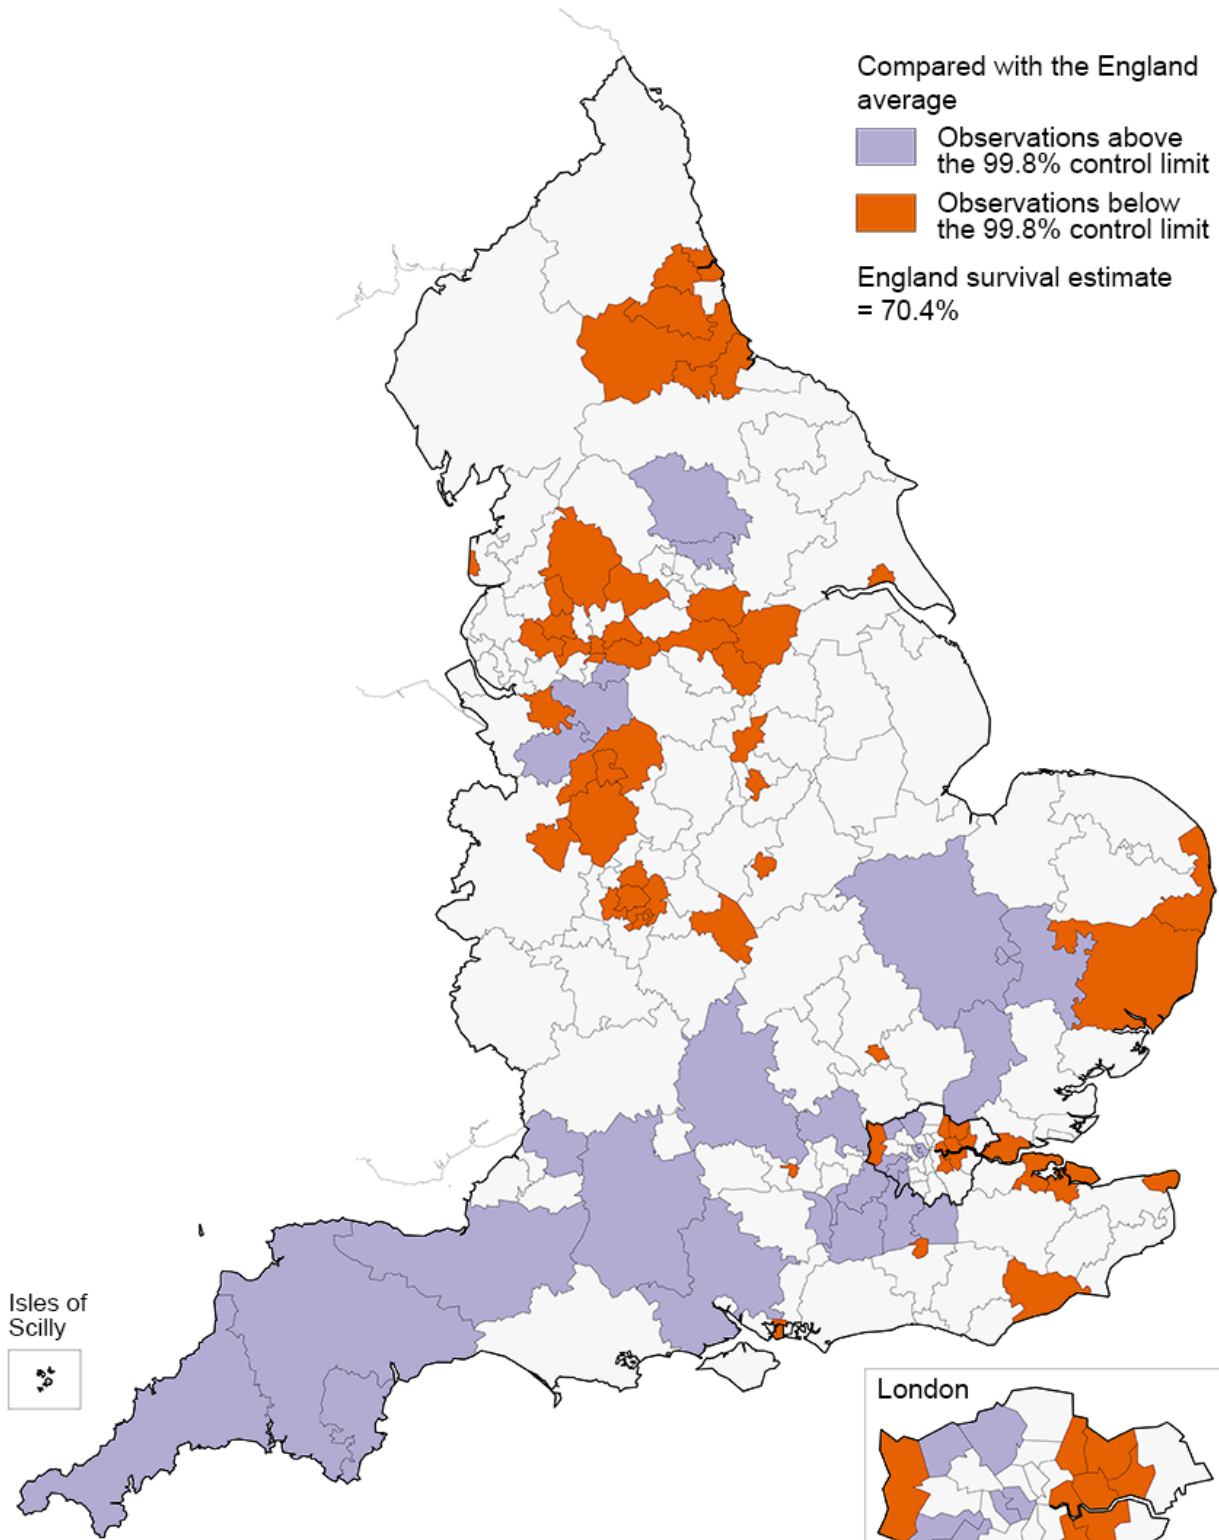 Compared with the England
average
Observations above
the 99.8% control limit
Observations below
the 99.8% control limit
England survival estimate
= 70.4%
Isles of
Scilly
London